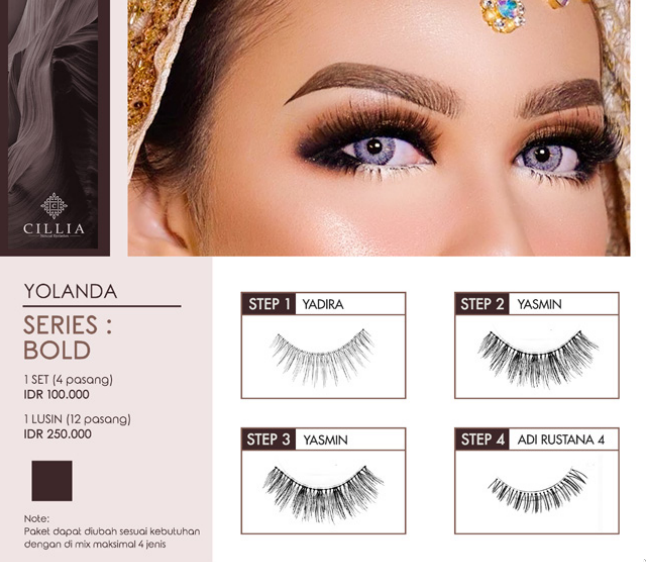 CILLIA
YOLANDA
SERIES :
BOLD
1 SET (4 pasang)
IDR 100.000
1 LUSIN (12 pasang)
IDR 250.000
Note:
Paket dapat diubah sesuai kebutuhan
dengan di mix maksimal 4 jenis
STEP 1 YADIRA
STEP 2 YASMIN
STEP 3 YASMIN
STEP 4 ADI RUSTANA 4